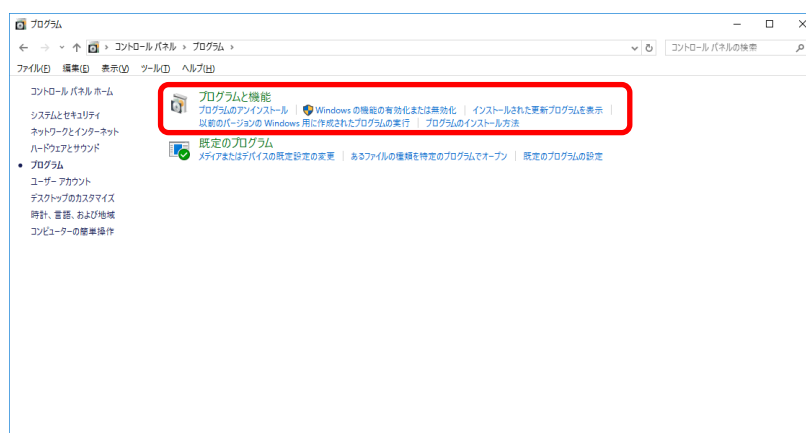 プログラム
コントロール パネル › プログラム ›
コントロール パネルの検索
ファイル(F) 編集(E) 表示(V) ツール(T) ヘルプ(H)
コントロール パネル ホーム
システムとセキュリティ
ネットワークとインターネット
ハードウェアとサウンド
プログラム
ユーザー アカウント
デスクトップのカスタマイズ
時計、言語、および地域
コンピューターの簡単操作
プログラムと機能
プログラムのアンインストール | Windows の機能の有効化または無効化 | インストールされた更新プログラムを表示 |
以前のバージョンの Windows 用に作成されたプログラムの実行 | プログラムのインストール方法
既定のプログラム
メディアまたはデバイスの既定設定の変更 | あるファイルの種類を特定のプログラムでオープン | 既定のプログラムの設定